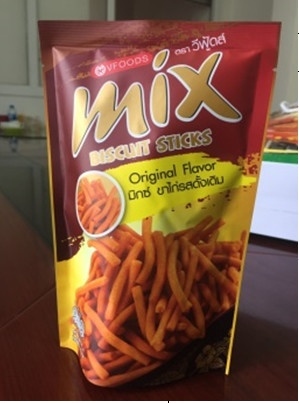 VFOODS ตรา วีฟู้ดส์
mix
BISCUIT STICKS
Original Flavor
มิกซ์ ขาไก่รสดั้งเดิม